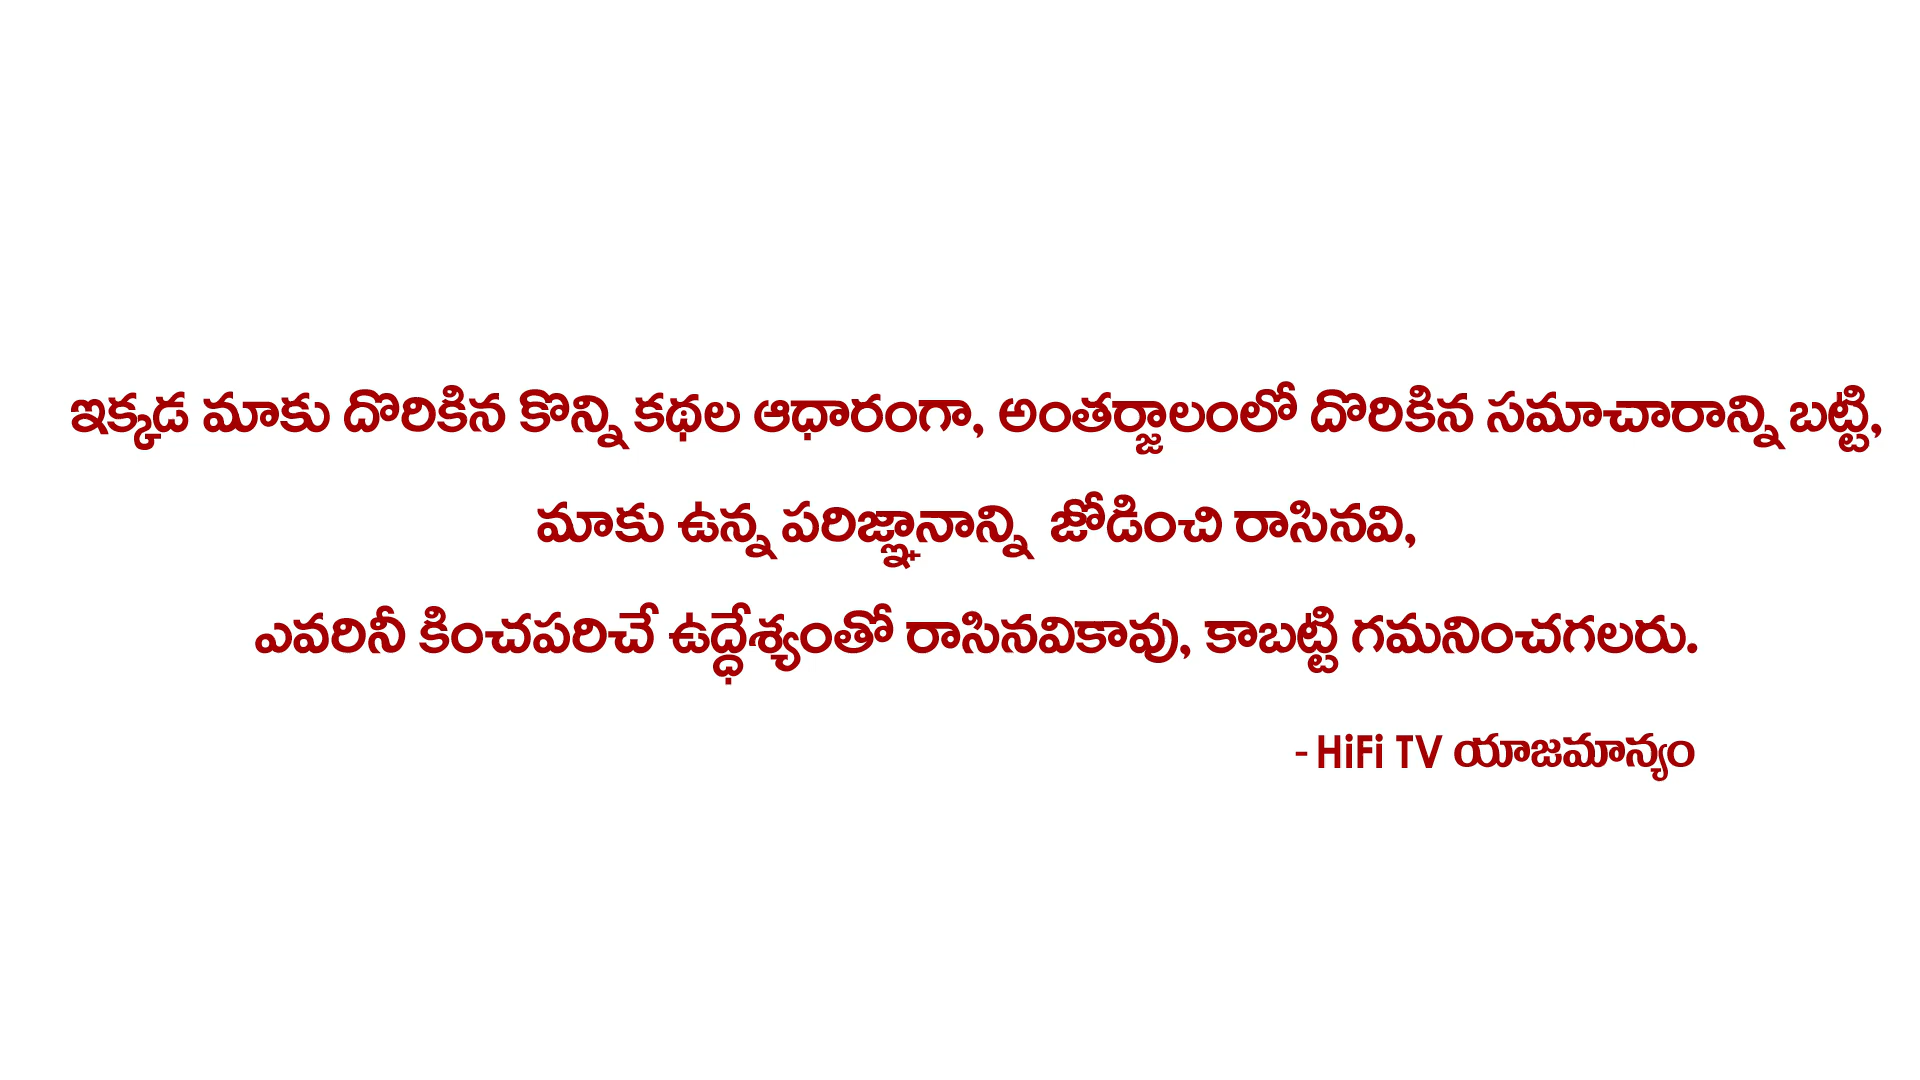 ఇక్కడ మాకు దొరికిన కొన్ని కథల ఆధారంగా, అంతర్జాలంలో దొరికిన సమాచారాన్ని బట్టి,
మాకు ఉన్న పరిజ్ఞానాన్ని జోడించి రాసినవి,
ఎవరినీ కించపరిచే ఉద్ధేశ్యంతో రాసినవికావు, కాబట్టి గమనించగలరు.
- HiFi TV యాజమాన్యం